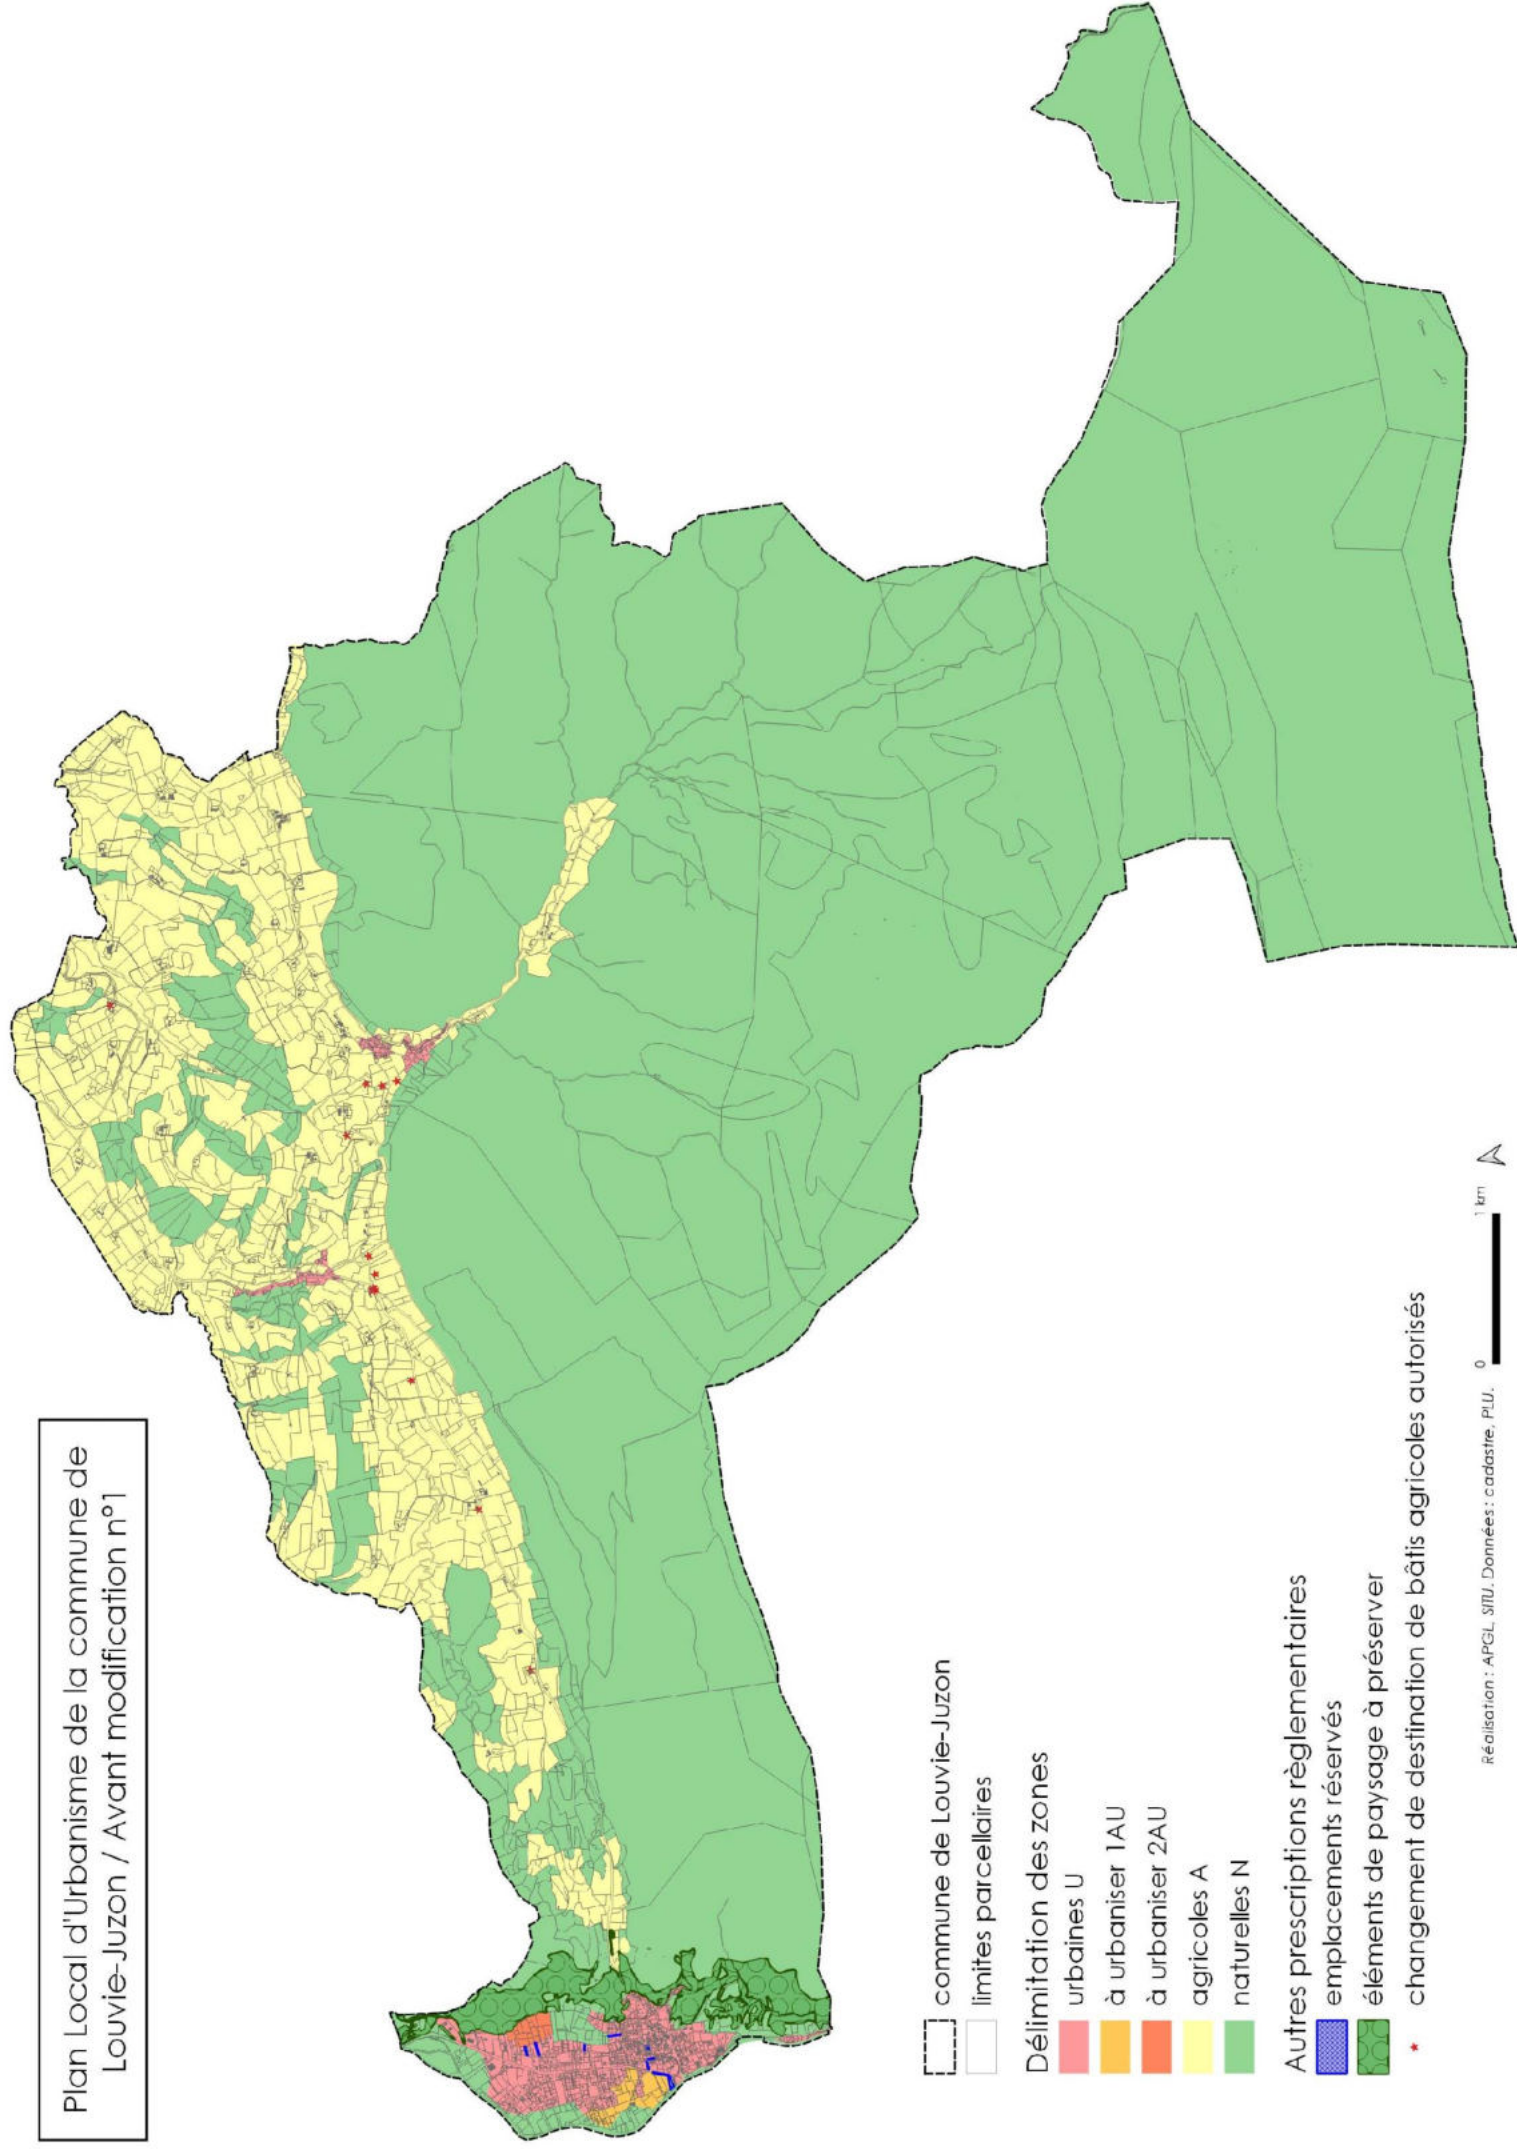 Plan Local d'Urbanisme de la commune de
Louvie-Juzon / Avant modification n°1
commune de Louvie-Juzon
limites parcellaires
Délimitation des zones
urbaines U
à urbaniser 1AU
à urbaniser 2AU
agricoles A
naturelles N
Autres prescriptions règlementaires
emplacements réservés
éléments de paysage à préserver
changement de destination de bâtis agricoles autorisés
Réalisation : APGL, SITU. Données : cadastre, PLU.
0 1 km